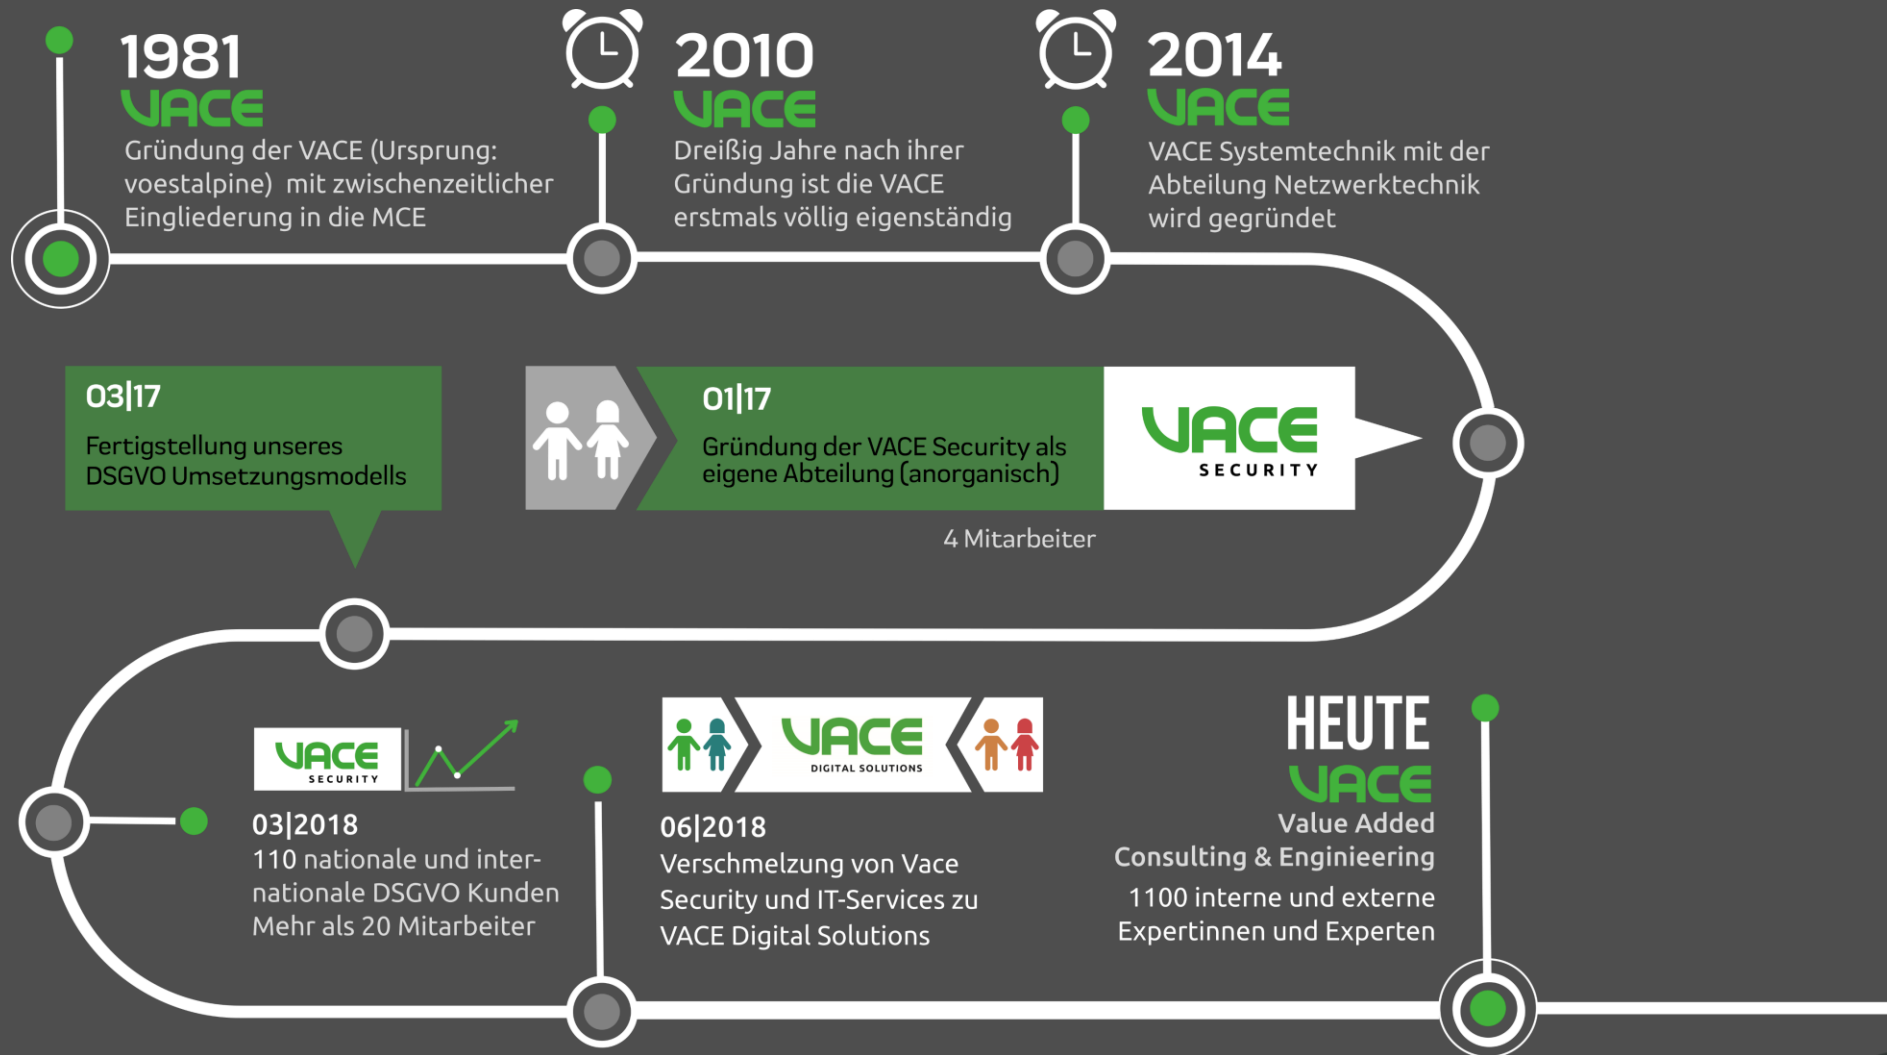 1981
VACE
Gründung der VACE (Ursprung:
voestalpine) mit zwischenzeitlicher
Eingliederung in die MCE
2010
VACE
Dreißig Jahre nach ihrer
Gründung ist die VACE
erstmals völlig eigenständig
2014
VACE
VACE Systemtechnik mit der
Abteilung Netzwerktechnik
wird gegründet
01|17
Gründung der VACE Security als
eigene Abteilung (anorganisch)
VACE
SECURITY
4 Mitarbeiter
03|17
Fertigstellung unseres
DSGVO Umsetzungsmodells
VACE
SECURITY
03|2018
110 nationale und inter-
nationale DSGVO Kunden
Mehr als 20 Mitarbeiter
VACE
DIGITAL SOLUTIONS
06|2018
Verschmelzung von Vace
Security und IT-Services zu
VACE Digital Solutions
HEUTE
VACE
Value Added
Consulting & Enginieering
1100 interne und externe
Expertinnen und Experten